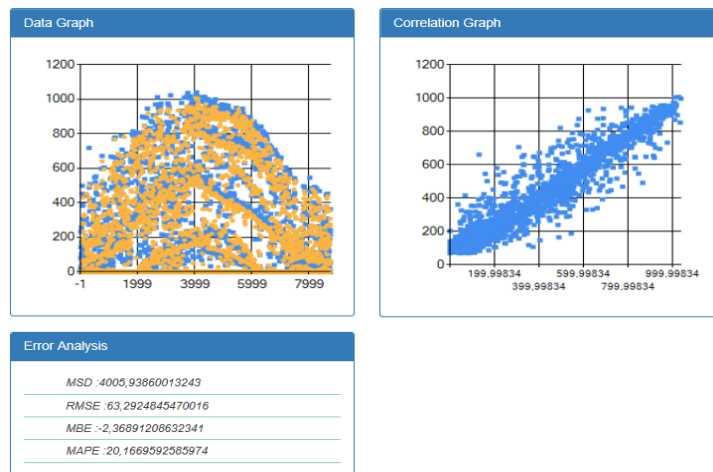 Data Graph
1200
1000
800
600
400
200
0
-1 1999 3999 5999 7999
Correlation Graph
1200
1000
800
600
400
200
0
199,99834 599,99834 999,99834
399,99834 799,99834
Error Analysis
MSD :4005,93860013243
RMSE :63,2924845470016
MBE :-2,36891208632341
MAPE :20,1669592585974